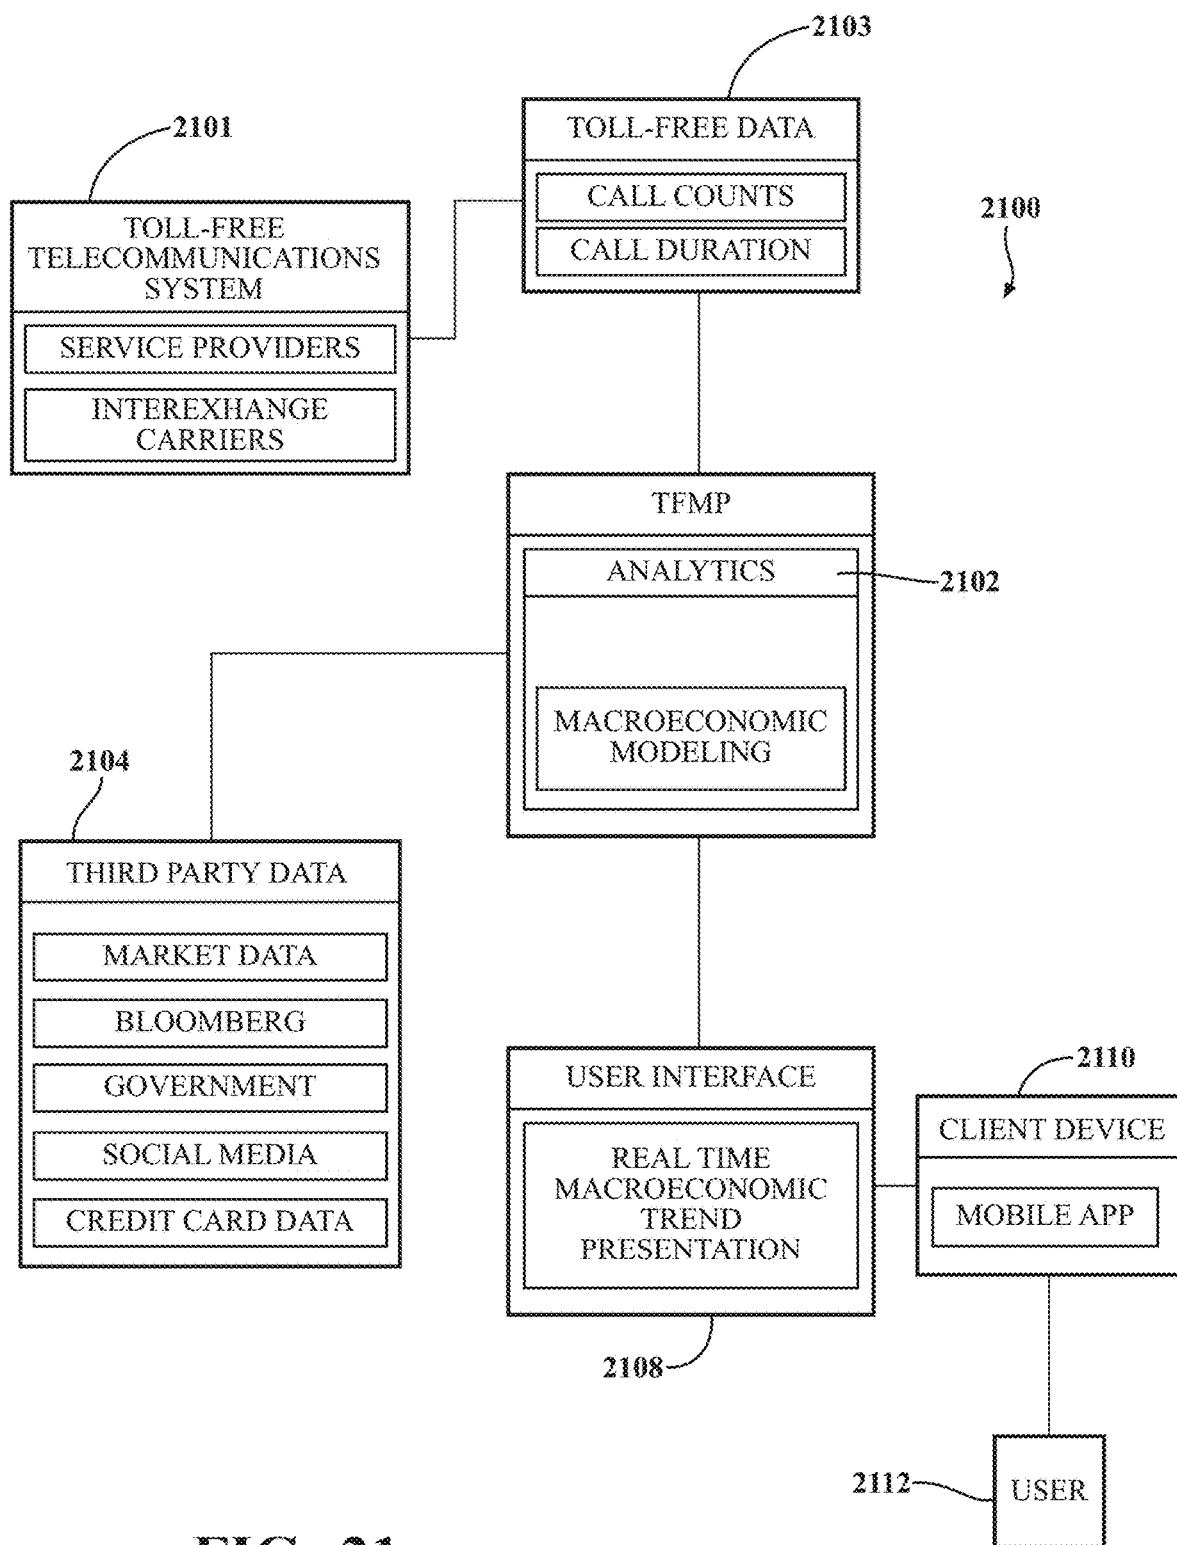 2103
TOLL-FREE DATA
CALL COUNTS
CALL DURATION
2101
TOLL-FREE
TELECOMMUNICATIONS
SYSTEM
SERVICE PROVIDERS
INTEREXHANGE
CARRIERS
2100
TFMP
ANALYTICS
2102
MACROECONOMIC
MODELING
2104
THIRD PARTY DATA
MARKET DATA
BLOOMBERG
GOVERNMENT
SOCIAL MEDIA
CREDIT CARD DATA
USER INTERFACE
REAL TIME
MACROECONOMIC
TREND
PRESENTATION
2108
2110
CLIENT DEVICE
MOBILE APP
2112
USER
FIG. 21